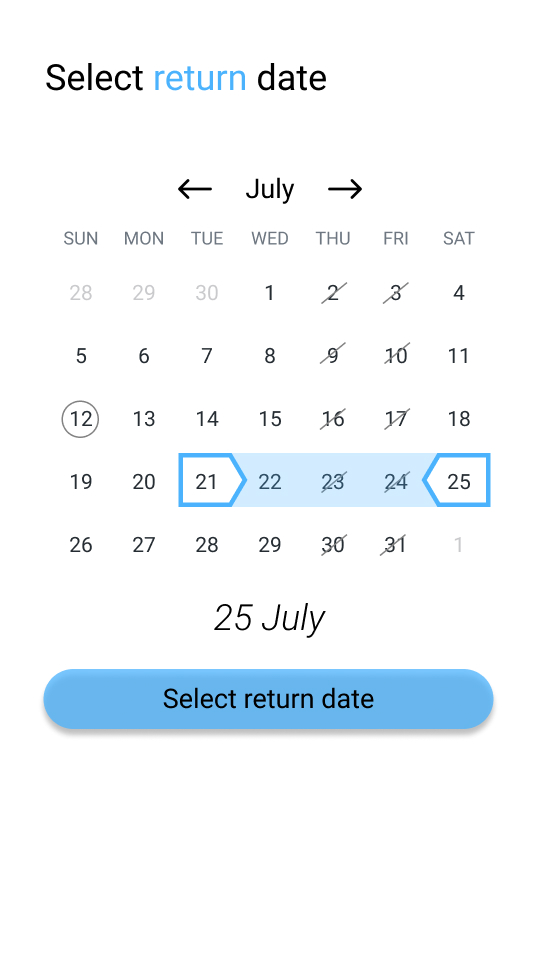 Select return date
July
SUN MON TUE WED THU FRI SAT
28 29 30 1 2 3 4
5 6 7 8 9 10 11
12 13 14 15 16 17 18
19 20 21 22 23 24 25
26 27 28 29 30 31 1
25 July
Select return date